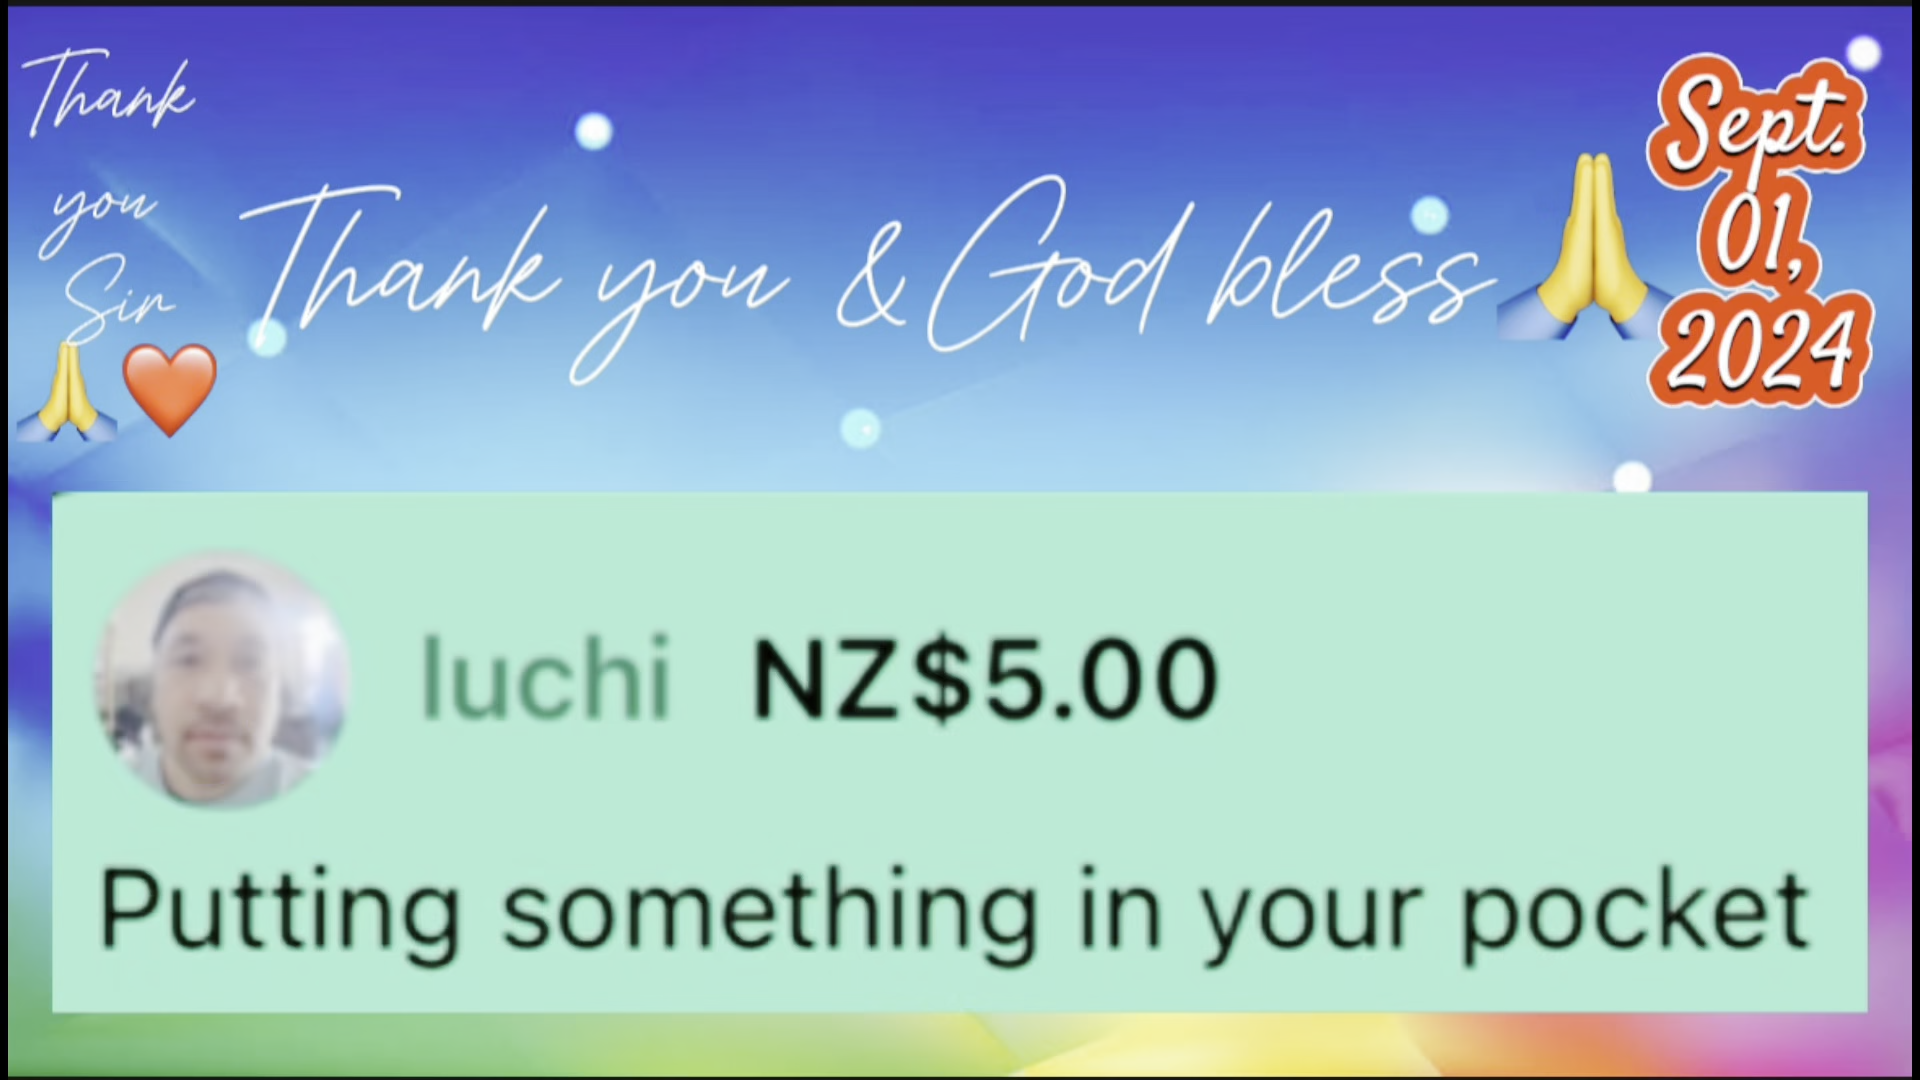 Thank
you
Sir
🙏❤️
Thank you & God bless 🙏
Sept.
01,
2024
luchi NZ$5.00
Putting something in your pocket